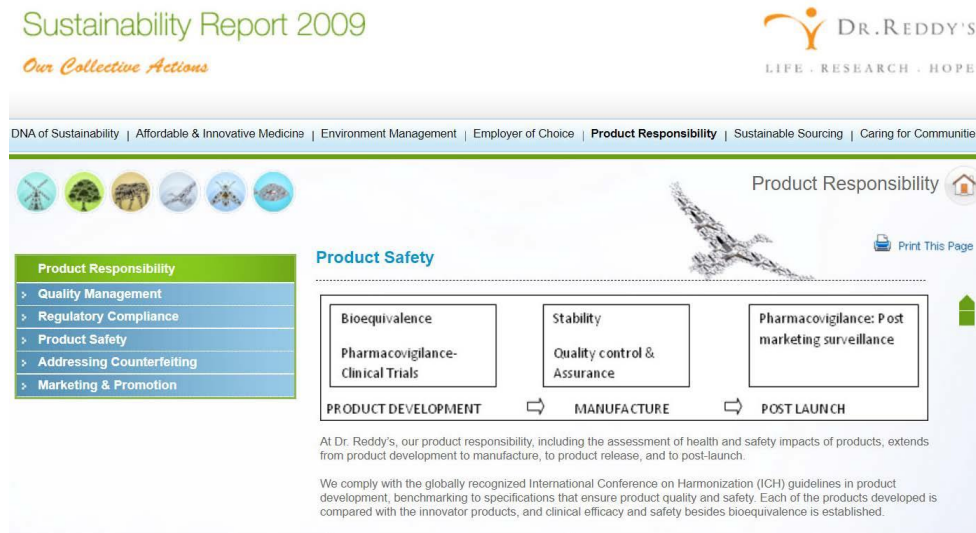 Sustainability Report 2009
Our Collective Actions
DR.REDDY'S
LIFE . RESEARCH . HOPE
DNA of Sustainability | Affordable & Innovative Medicine | Environment Management | Employer of Choice | Product Responsibility | Sustainable Sourcing | Caring for Communitie
Product Responsibility
Print This Page
Product Responsibility
Quality Management
Regulatory Compliance
Product Safety
Addressing Counterfeiting
Marketing & Promotion
Product Safety
Bioequivalence
Pharmacovigilance-
Clinical Trials
Stability
Quality control &
Assurance
Pharmacovigilance: Post
marketing surveillance
PRODUCT DEVELOPMENT
MANUFACTURE
POST LAUNCH
At Dr. Reddy's, our product responsibility, including the assessment of health and safety impacts of products, extends
from product development to manufacture, to product release, and to post-launch.
We comply with the globally recognized International Conference on Harmonization (ICH) guidelines in product
development, benchmarking to specifications that ensure product quality and safety. Each of the products developed is
compared with the innovator products, and clinical efficacy and safety besides bioequivalence is established.